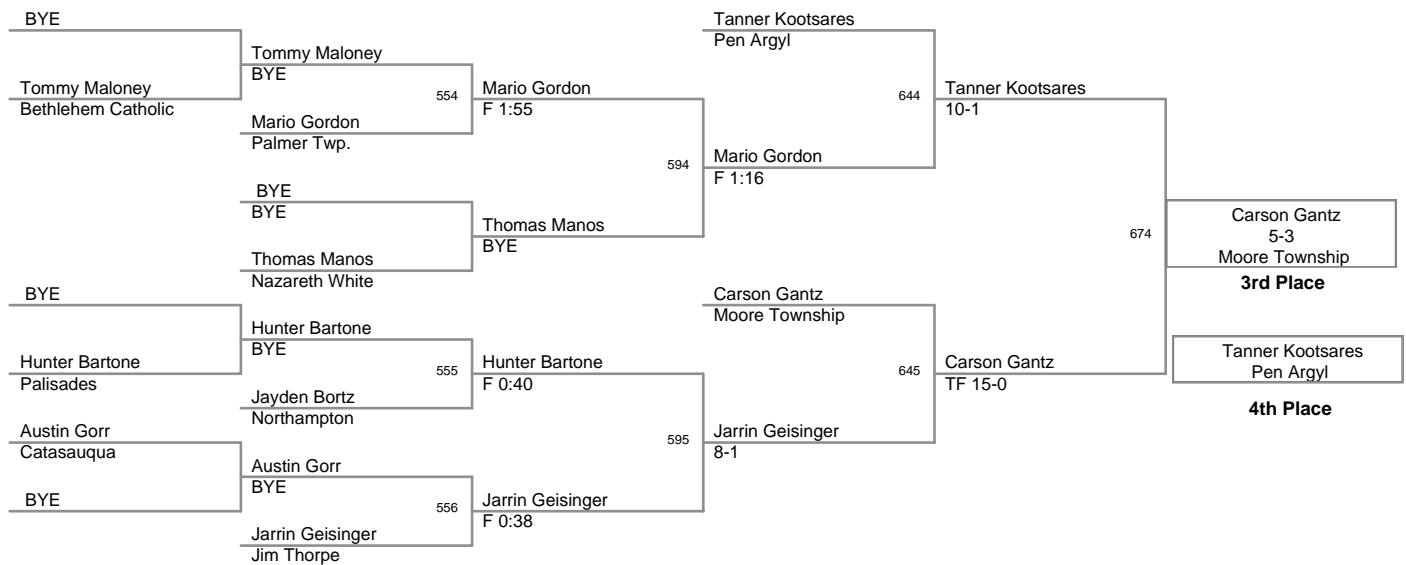 BYE
Tommy Maloney
Bethlehem Catholic
BYE
Hunter Bartone
Palisades
Austin Gorr
Catasauqua
BYE
Tommy Maloney
BYE
554
Mario Gordon
Palmer Twp.
BYE
BYE
Thomas Manos
Nazareth White
Hunter Bartone
BYE
555
Jayden Bortz
Northampton
Austin Gorr
BYE
556
Jarrin Geisinger
Jim Thorpe
Mario Gordon
F 1:55
594
Thomas Manos
BYE
Hunter Bartone
F 0:40
595
Jarrin Geisinger
F 0:38
Tanner Kootsares
Pen Argyl
644
Mario Gordon
F 1:16
Carson Gantz
Moore Township
645
Jarrin Geisinger
8-1
Tanner Kootsares
10-1
674
Carson Gantz
TF 15-0
Carson Gantz
5-3
Moore Township
3rd Place
Tanner Kootsares
Pen Argyl
4th Place